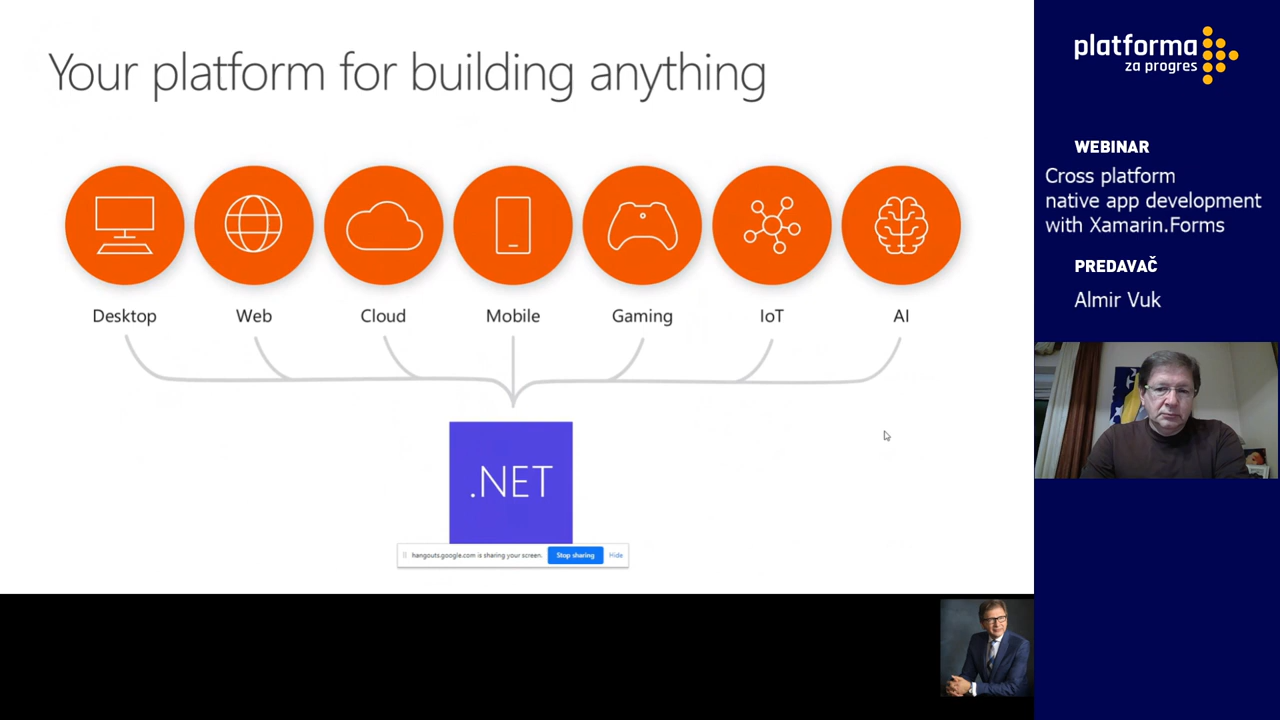 Your platform for building anything
Desktop
Web
Cloud
Mobile
Gaming
IoT
AI
.NET
hangouts.google.com is sharing your screen.
Stop sharing
Hide
platforma
za progres
WEBINAR
Cross platform
native app development
with Xamarin.Forms
PREDAVAČ
Almir Vuk